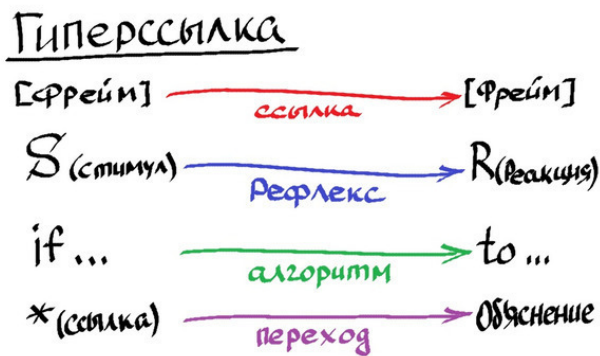 Гиперссылка
[Фрейм] ссылка [Фрейм]
S (стимул) Рефлекс R (Реакция)
if ... алгоритм to ...
* (ссылка) переход Объяснение